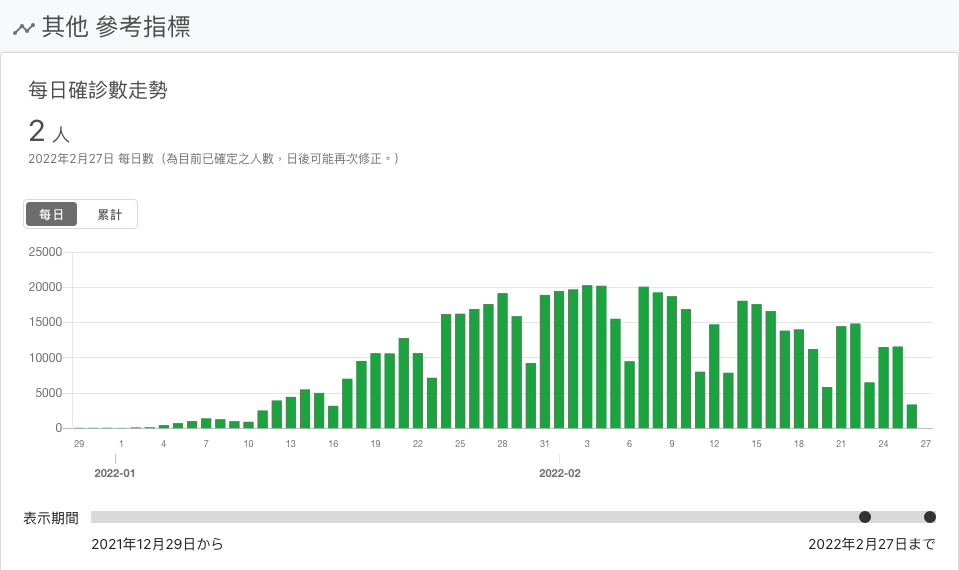 其他 參考指標
每日確診數走勢
2 人
2022年2月27日 每日數（為目前已確定之人數，日後可能再次修正。）
每日 累計
25000
20000
15000
10000
5000
0
29 1 4 7 10 13 16 19 22 25 28 31 3 6 9 12 15 18 21 24 27
2022-01 2022-02
表示期間
2021年12月29日から 2022年2月27日まで